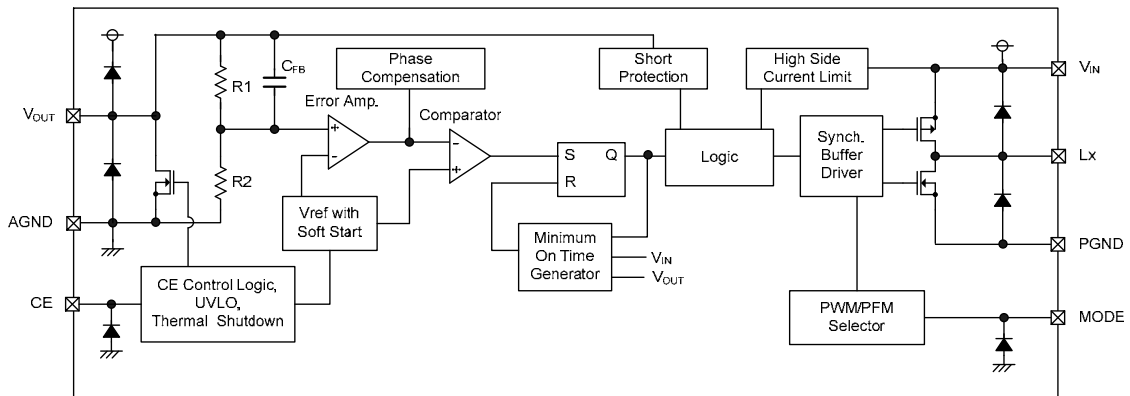 Phase
Compensation
Short
Protection
High Side
Current Limit
VIN
CFB
R1
Error Amp.
Comparator
VOUT
+
-
-
+
S
Q
R
Logic
Synch.
Buffer
Driver
Lx
R2
Vref with
Soft Start
AGND
Minimum
On Time
Generator
VIN
VOUT
PGND
CE
CE Control Logic,
UVLO,
Thermal Shutdown
PWM/PFM
Selector
MODE